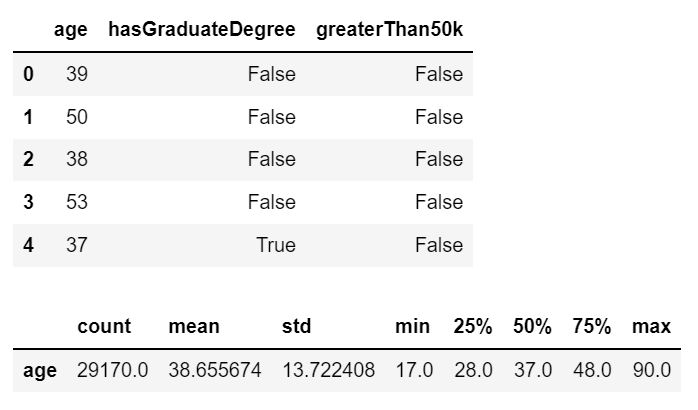 age hasGraduateDegree greaterThan50k
0 39 False False
1 50 False False
2 38 False False
3 53 False False
4 37 True False
count mean std min 25% 50% 75% max
age 29170.0 38.655674 13.722408 17.0 28.0 37.0 48.0 90.0